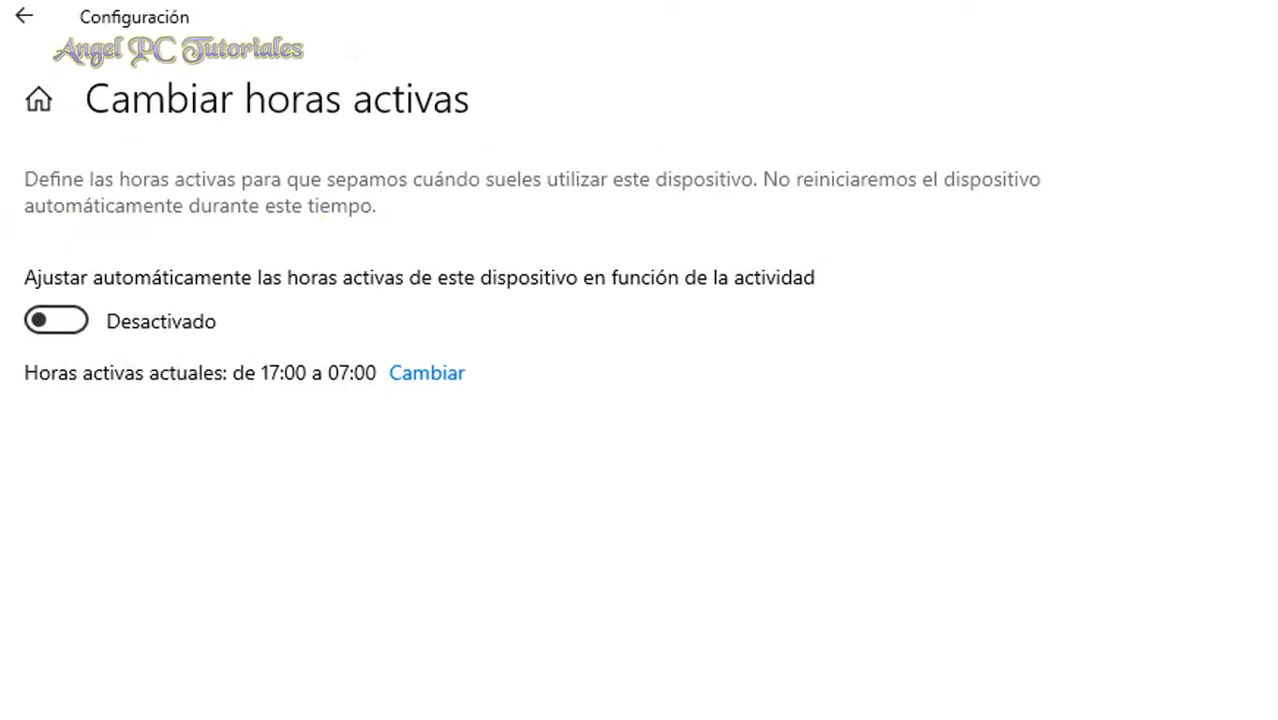 Configuración
Angel PC Tutoriales
Cambiar horas activas
Define las horas activas para que sepamos cuándo sueles utilizar este dispositivo. No reiniciaremos el dispositivo
automáticamente durante este tiempo.
Ajustar automáticamente las horas activas de este dispositivo en función de la actividad
Desactivado
Horas activas actuales: de 17:00 a 07:00 Cambiar